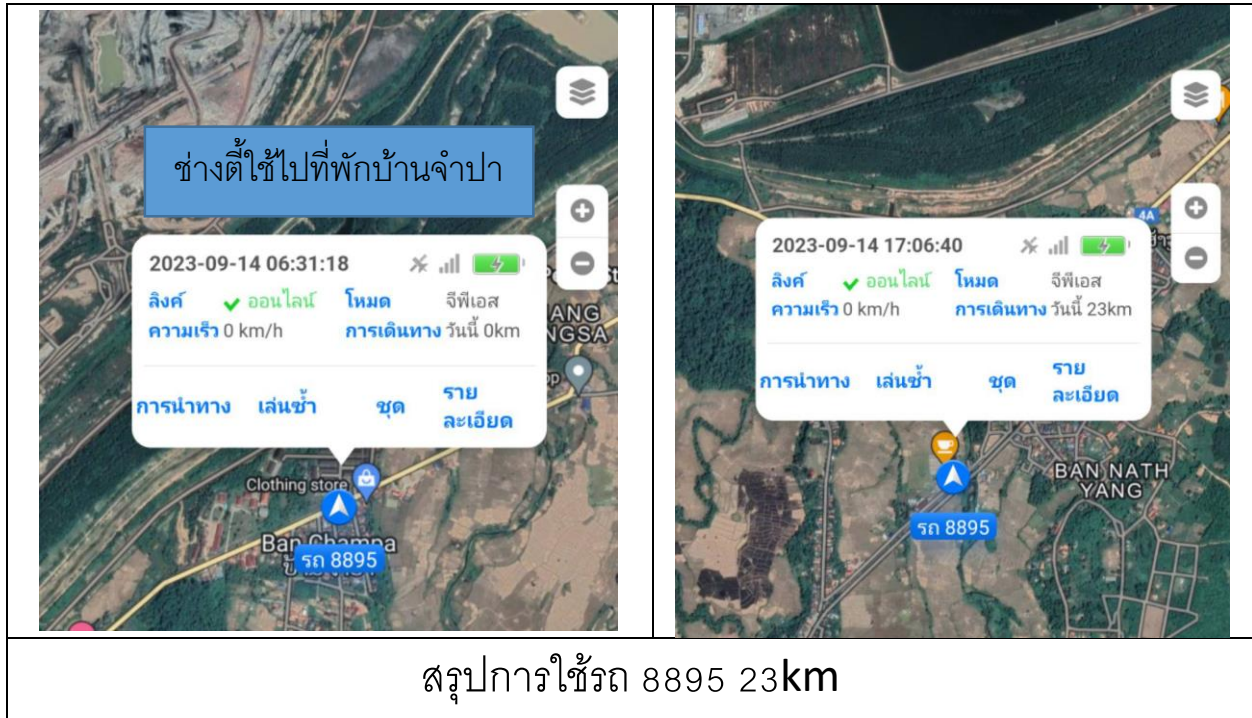 ช่างตี้ใช้ไปที่พักบ้านจำปา
2023-09-14 06:31:18
ลิงค์ ออนไลน์ โหมด จีพีเอส
ความเร็ว 0 km/h การเดินทาง วันนี้ 0km
การนำทาง เล่นซ้ำ ชุด ราย
ละเอียด
ANG
NGSA
Clothing store
Ban Champa
รถ 8895
4A
2023-09-14 17:06:40
ลิงค์ ออนไลน์ โหมด จีพีเอส
ความเร็ว 0 km/h การเดินทาง วันนี้ 23km
การนำทาง เล่นซ้ำ ชุด ราย
ละเอียด
BAN NATH
YANG
รถ 8895
สรุปการใช้รถ 8895 23km